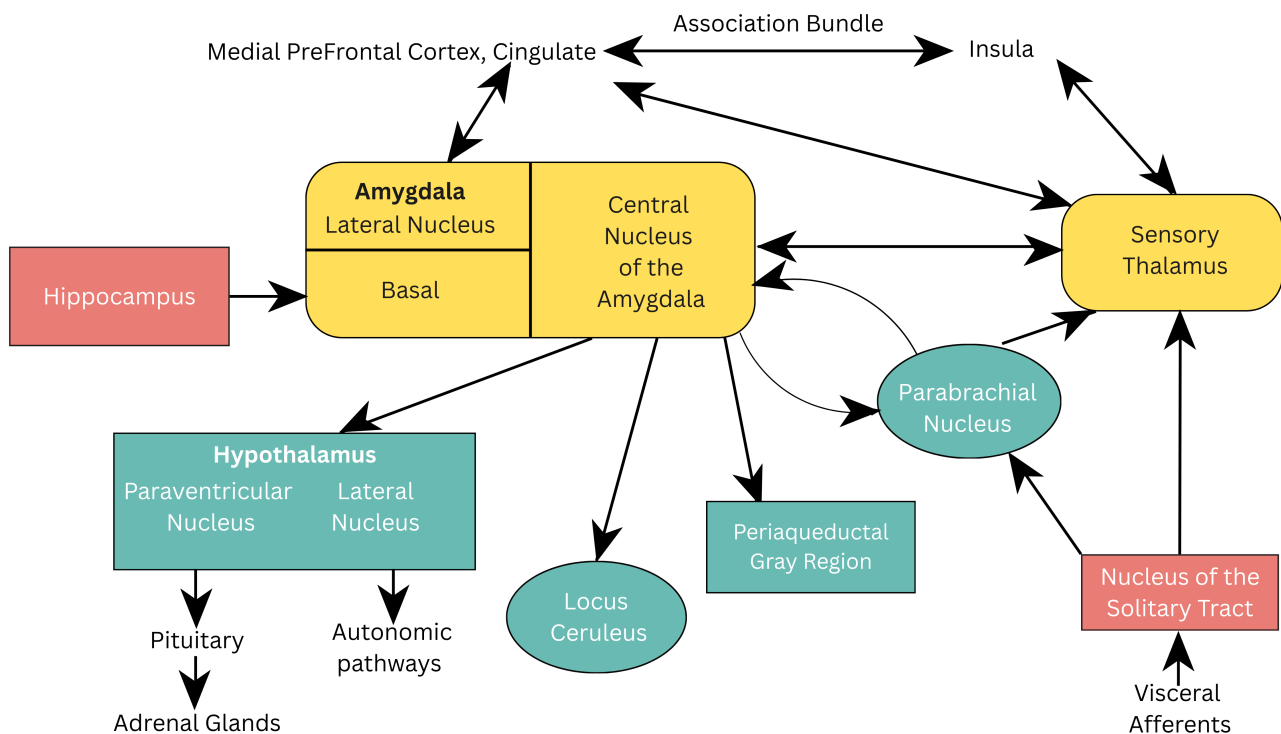 Association Bundle
Medial PreFrontal Cortex, Cingulate
Insula
Amygdala
Lateral Nucleus
Basal
Central
Nucleus
of the
Amygdala
Sensory
Thalamus
Hippocampus
Parabrachial
Nucleus
Hypothalamus
Paraventricular
Nucleus
Lateral
Nucleus
Periaqueductal
Gray Region
Locus
Ceruleus
Nucleus of the
Solitary Tract
Pituitary
Autonomic
pathways
Adrenal Glands
Visceral
Afferents